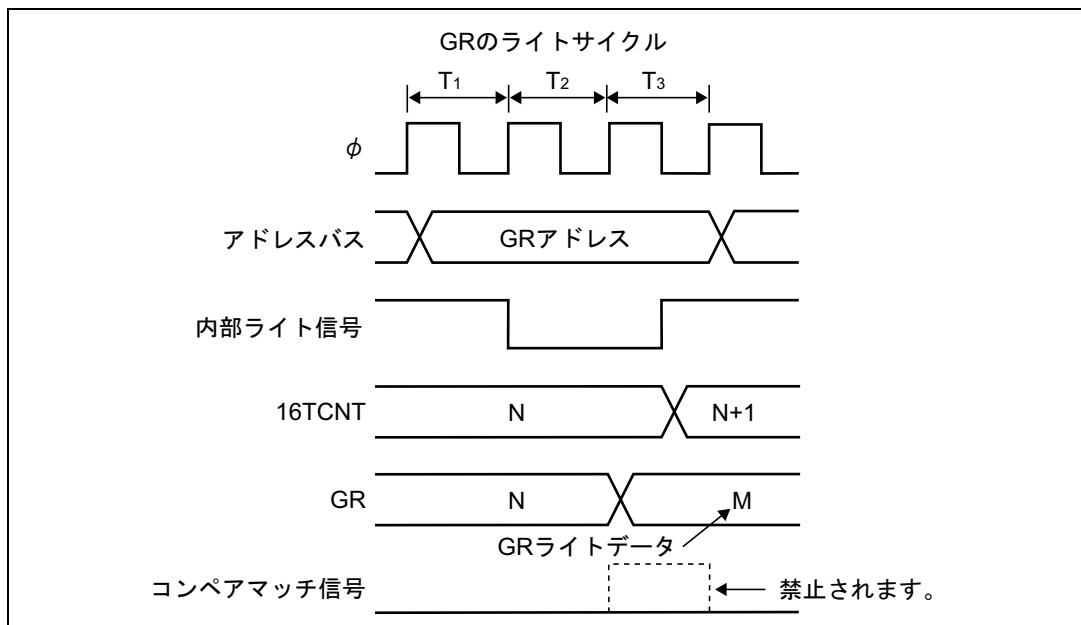 GRのライトサイクル
T1 T2 T3
φ
アドレスバス GRアドレス
内部ライト信号
16TCNT N N+1
GR N M
GRライトデータ
コンペアマッチ信号 禁止されます。